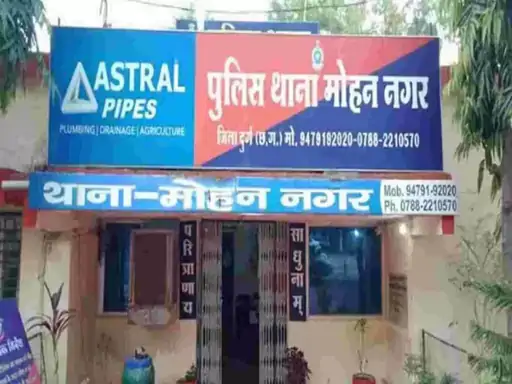 ASTRAL
PIPES
PLUMBING | DRAINAGE | AGRICULTURE
पुलिस थाना मोहन नगर
जिला दुर्ग (छ.ग.) मो. 9479192020-0788-2210570
थाना-मोहन नगर
Mob. 94791-92020
Ph. 0788-2210570
परित्राणाय
साधुनाम्